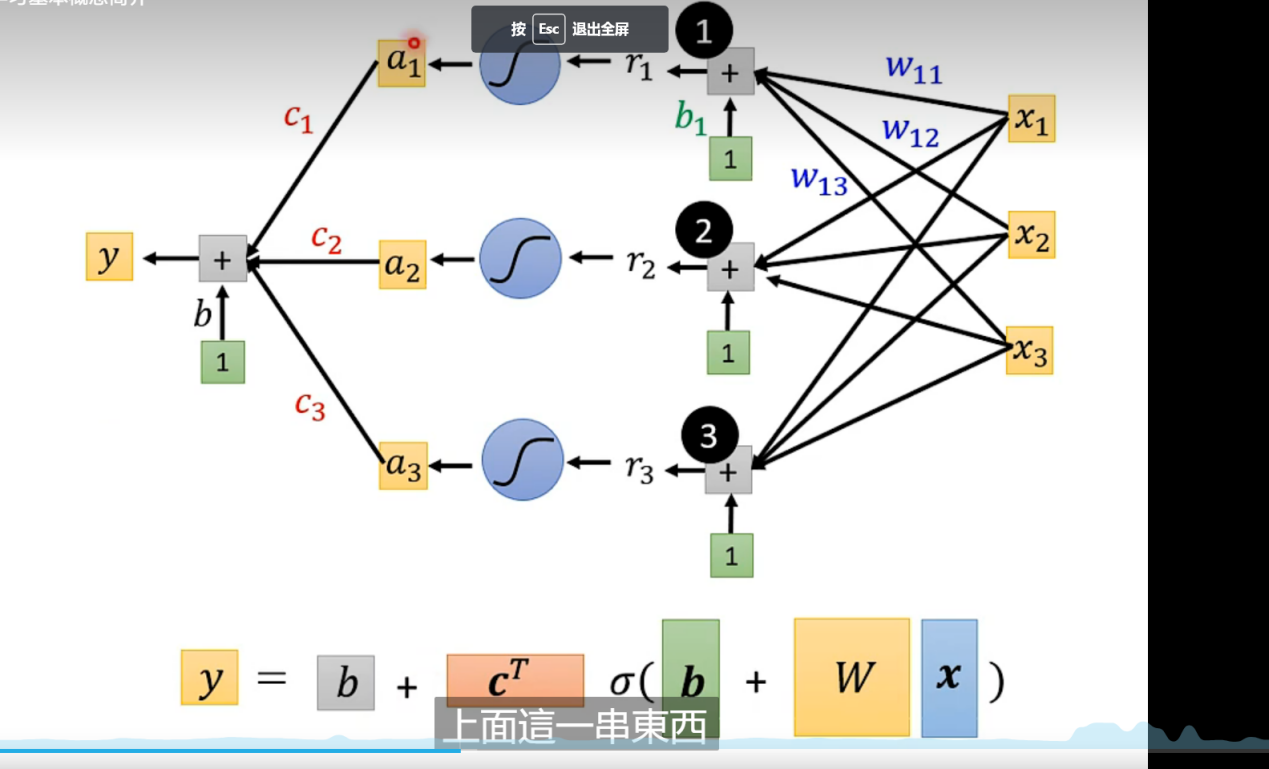 按 Esc 退出全屏
1
a₁ r₁ + w₁₁
c₁ b₁ w₁₂ x₁
1 w₁₃
2
y + c₂ a₂ r₂ + x₂
b
1 1 x₃
c₃
3
a₃ r₃ +
1
y = b + cᵀ σ( b + W x )
上面這一串東西